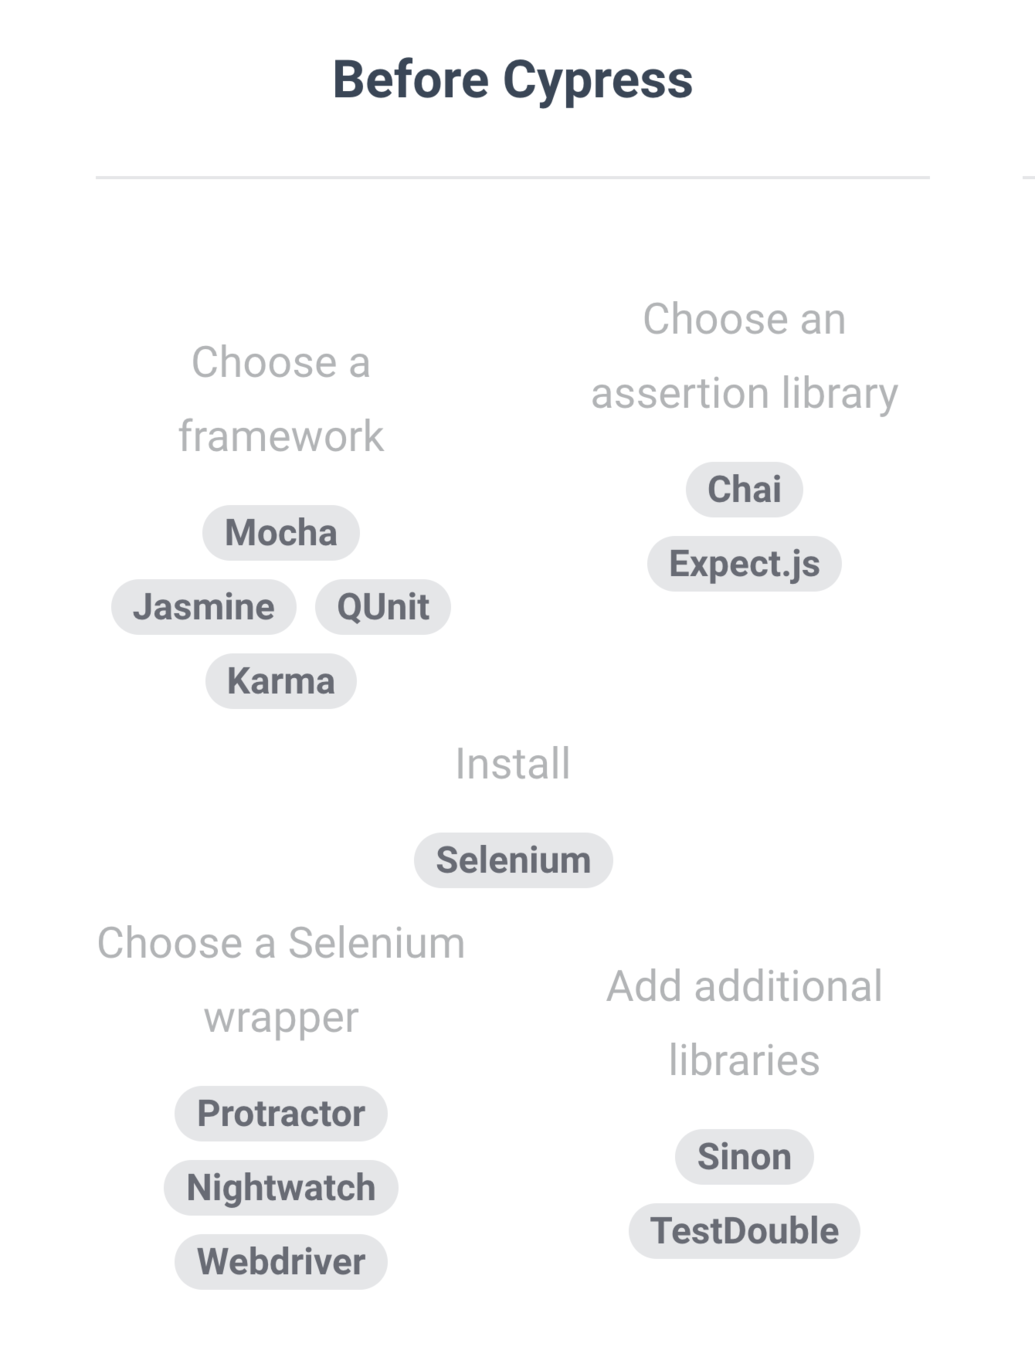 Before Cypress
Choose a
framework
Mocha
Jasmine QUnit
Karma
Choose an
assertion library
Chai
Expect.js
Install
Selenium
Choose a Selenium
wrapper
Protractor
Nightwatch
Webdriver
Add additional
libraries
Sinon
TestDouble